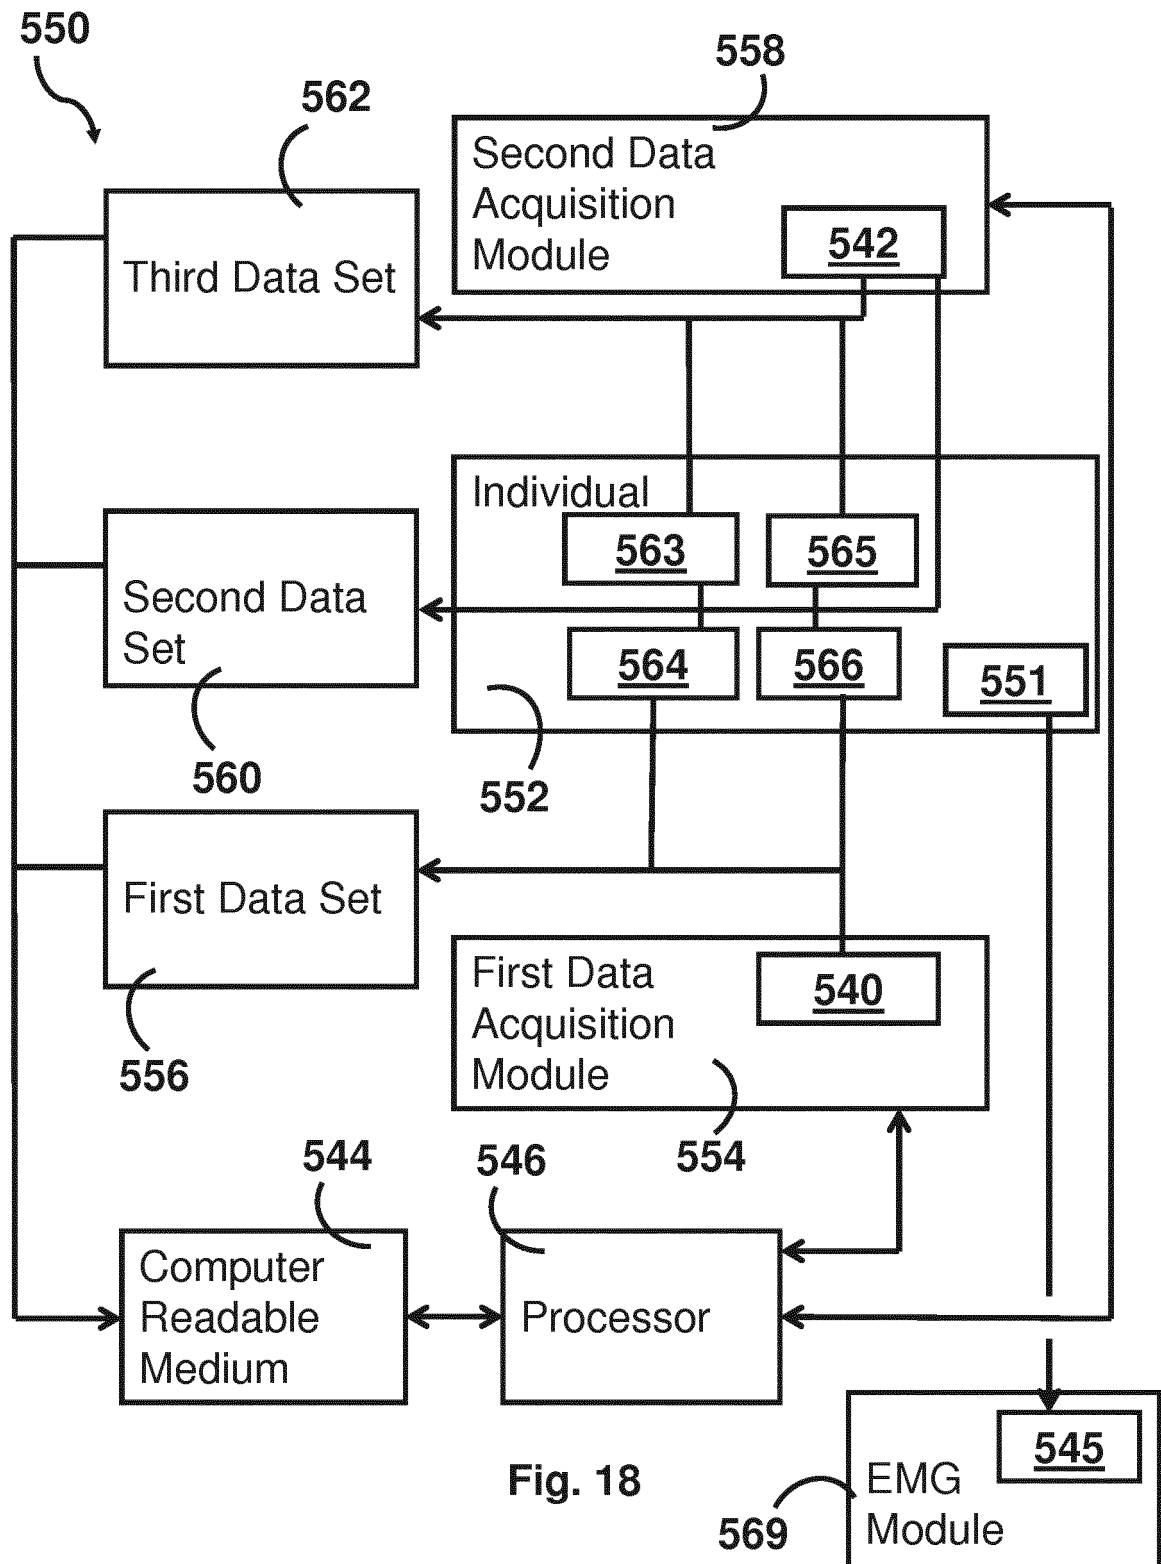 550
558
562
Second Data
Acquisition
Module
542
Third Data Set
Individual
563
565
Second Data
Set
564
566
551
560
552
First Data Set
First Data
Acquisition
Module
540
556
554
544
546
Computer
Readable
Medium
Processor
545
EMG
Module
569
Fig. 18